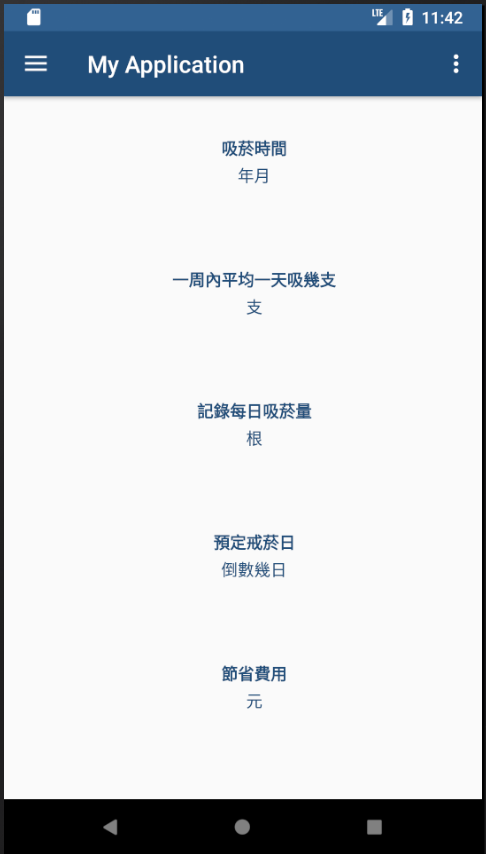 LTE 11:42
My Application
吸菸時間
年月
一周內平均一天吸幾支
支
記錄每日吸菸量
根
預定戒菸日
倒數幾日
節省費用
元